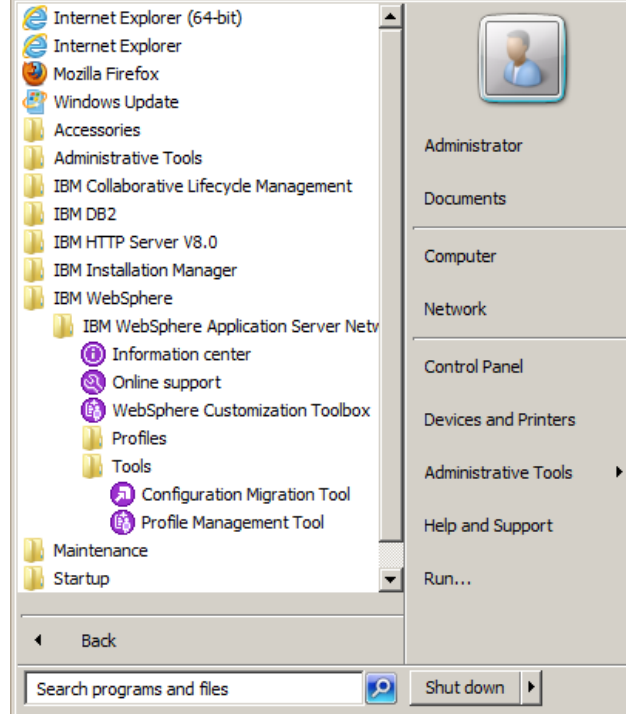 Internet Explorer (64-bit)
Internet Explorer
Mozilla Firefox
Windows Update
Accessories
Administrative Tools
IBM Collaborative Lifecycle Management
IBM DB2
IBM HTTP Server V8.0
IBM Installation Manager
IBM WebSphere
IBM WebSphere Application Server Netw
Information center
Online support
WebSphere Customization Toolbox
Profiles
Tools
Configuration Migration Tool
Profile Management Tool
Maintenance
Startup
Back
Search programs and files
Administrator
Documents
Computer
Network
Control Panel
Devices and Printers
Administrative Tools
Help and Support
Run...
Shut down